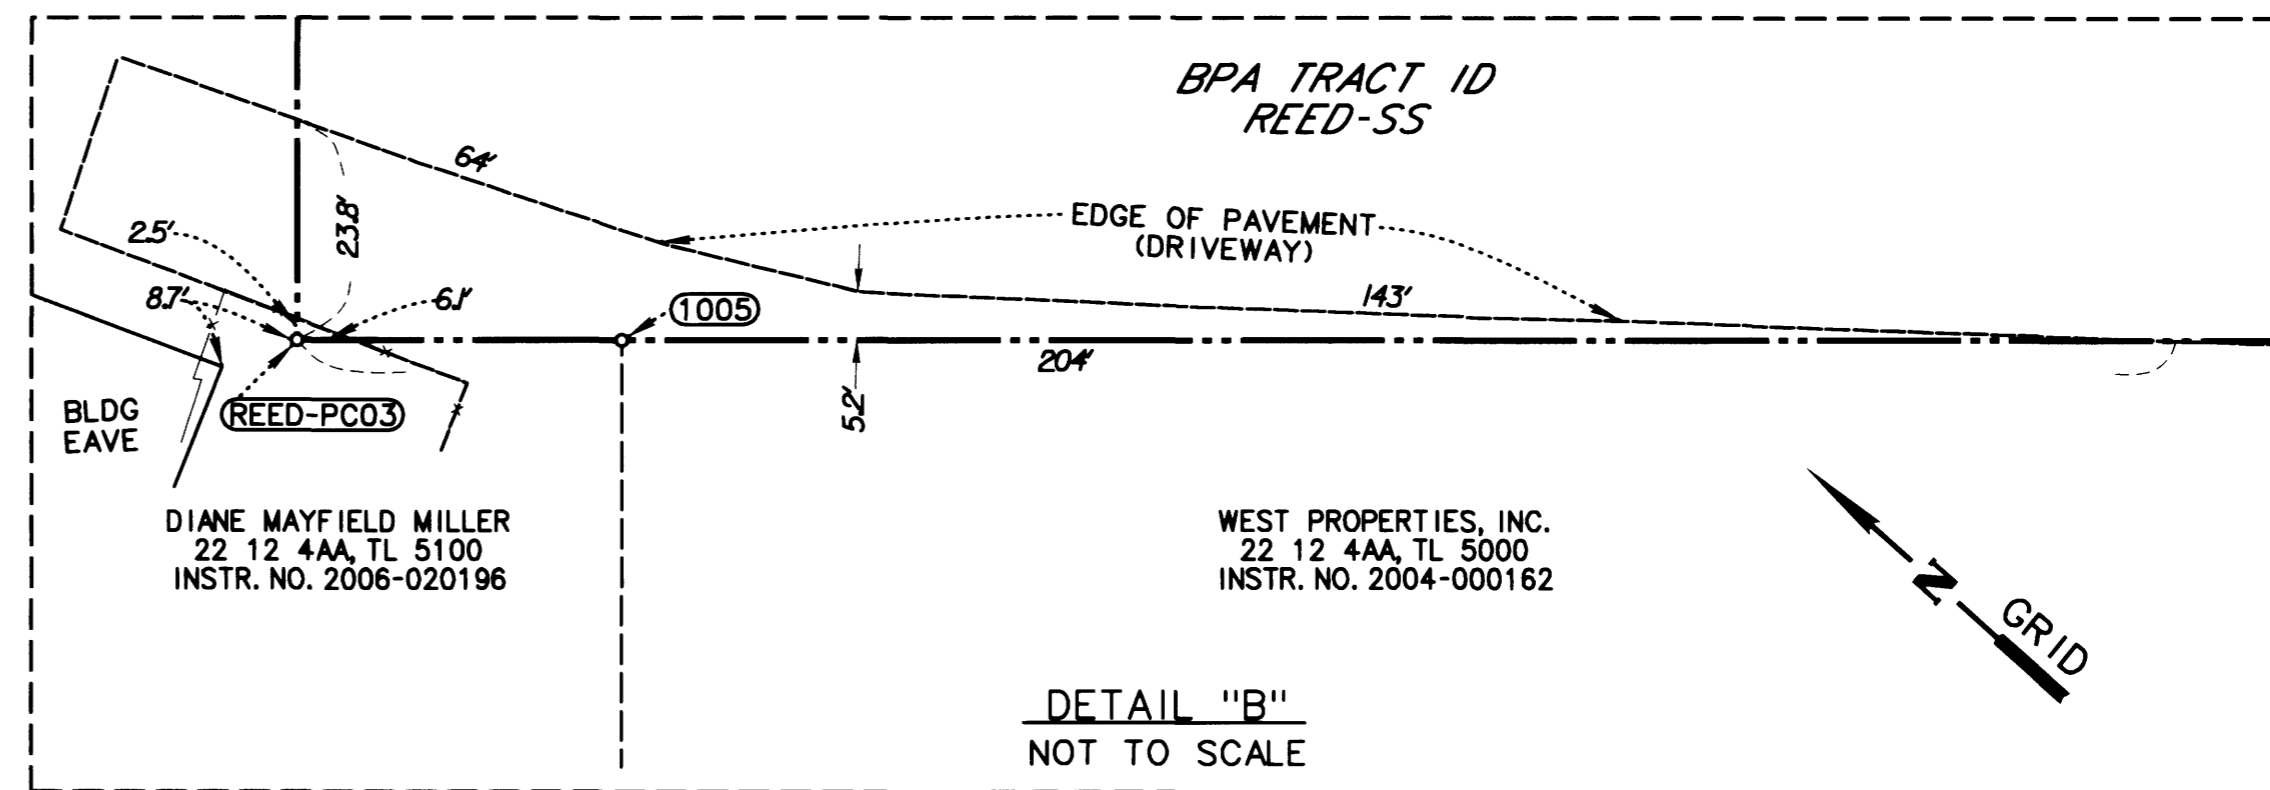 BPA TRACT ID
REED-SS
64'
23.8'
2.5'
8.7'
6.1'
EDGE OF PAVEMENT
(DRIVEWAY)
1005
143'
204'
5.2'
BLDG
EAVE
REED-PC03
DIANE MAYFIELD MILLER
22 12 4AA, TL 5100
INSTR. NO. 2006-020196
WEST PROPERTIES, INC.
22 12 4AA, TL 5000
INSTR. NO. 2004-000162
N GRID
DETAIL "B"
NOT TO SCALE